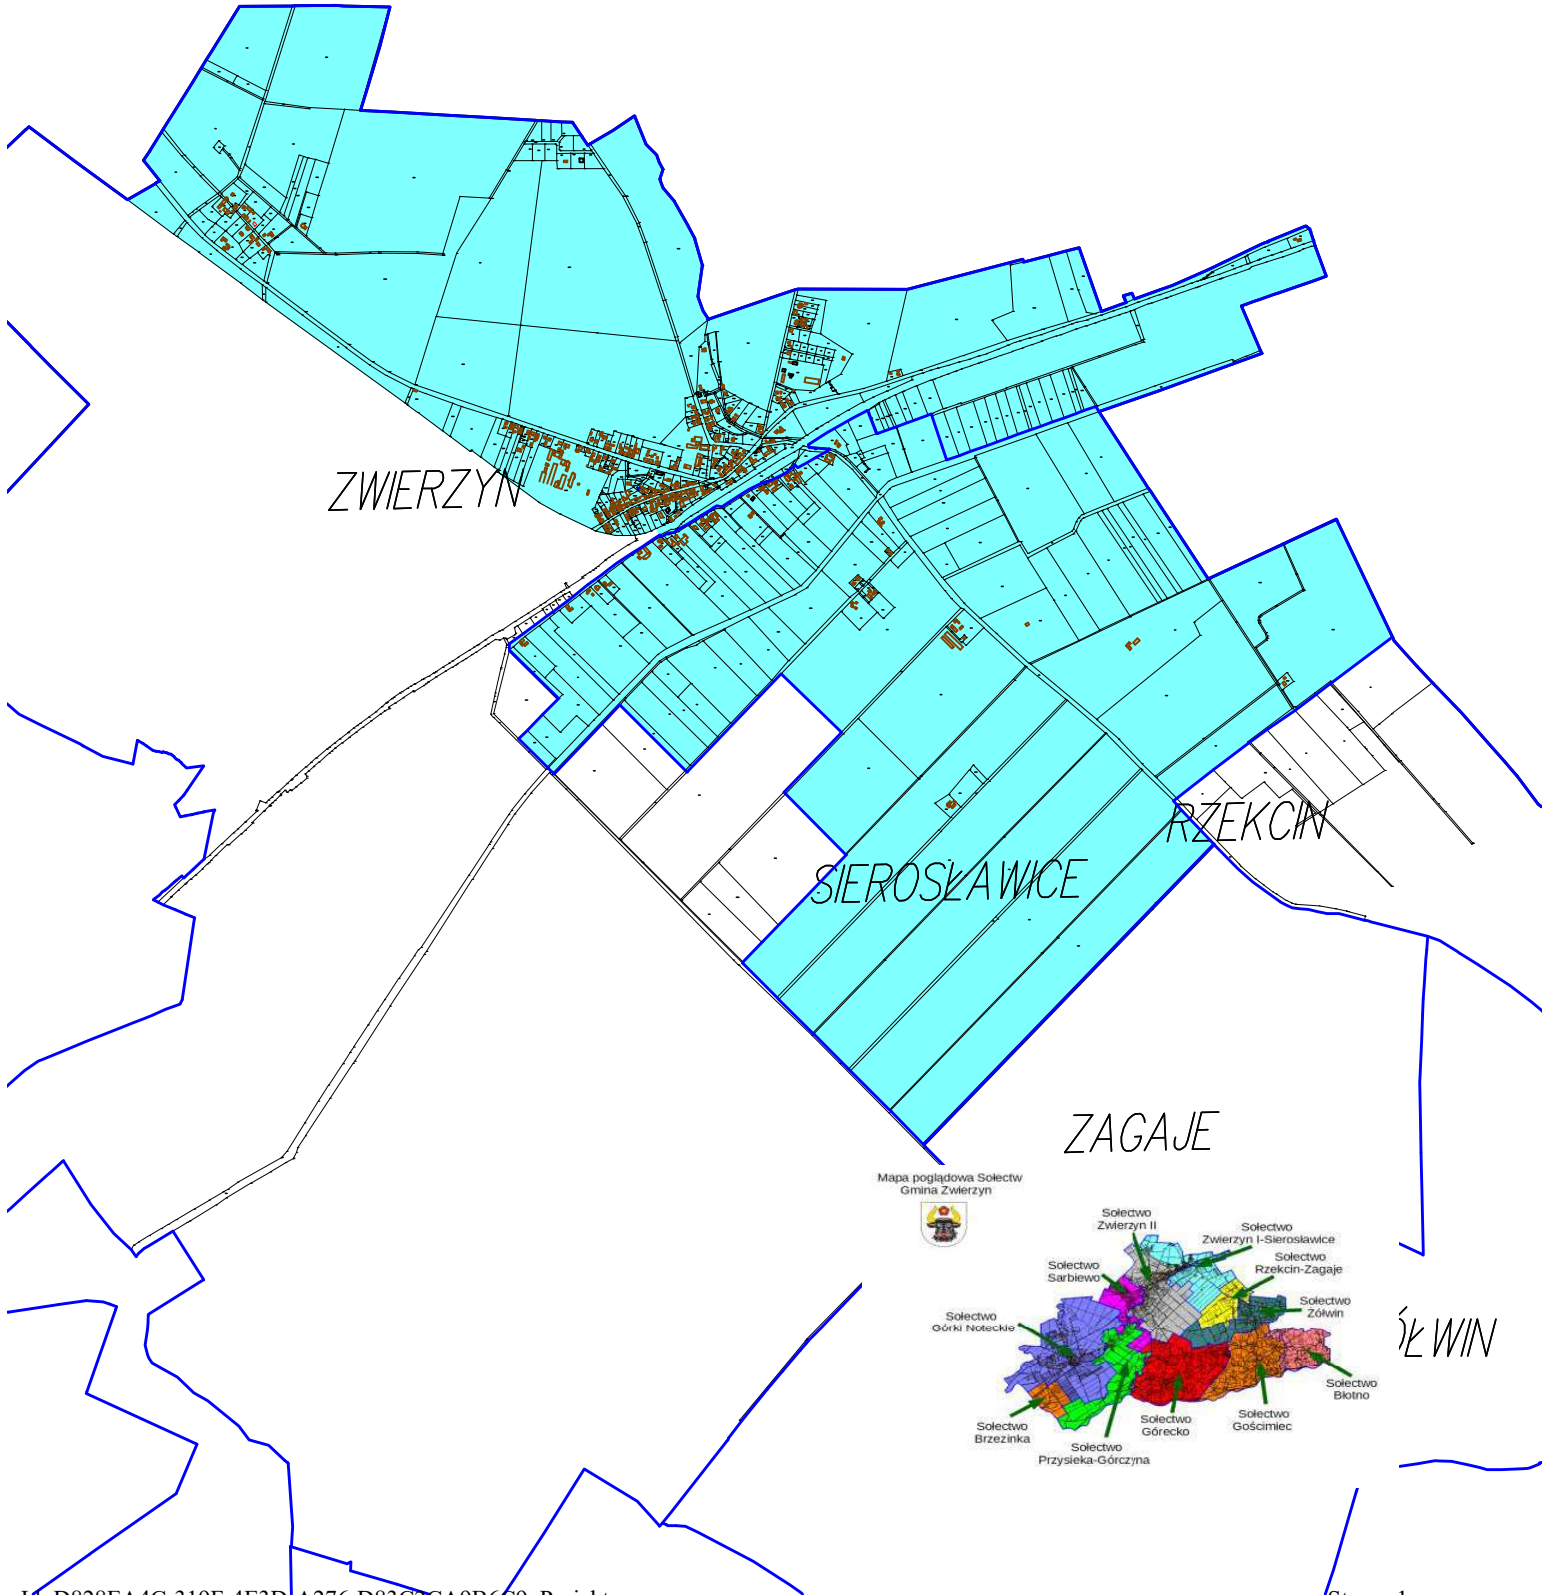 ZWIERZYN
RZEKCIN
SIEROSŁAWICE
ZAGAJE
Mapa poglądowa Sołectw
Gmina Zwierzyn
Sołectwo
Zwierzyn II
Sołectwo
Zwierzyn I-Sierosławice
Sołectwo
Rzekcin-Zagaje
Sołectwo
Sarbiewo
Sołectwo
Żółwin
Sołectwo
Górki Noteckie
ÓŁWIN
Sołectwo
Błotno
Sołectwo
Gościmiec
Sołectwo
Górecko
Sołectwo
Brzezinka
Sołectwo
Przysieka-Górczyna